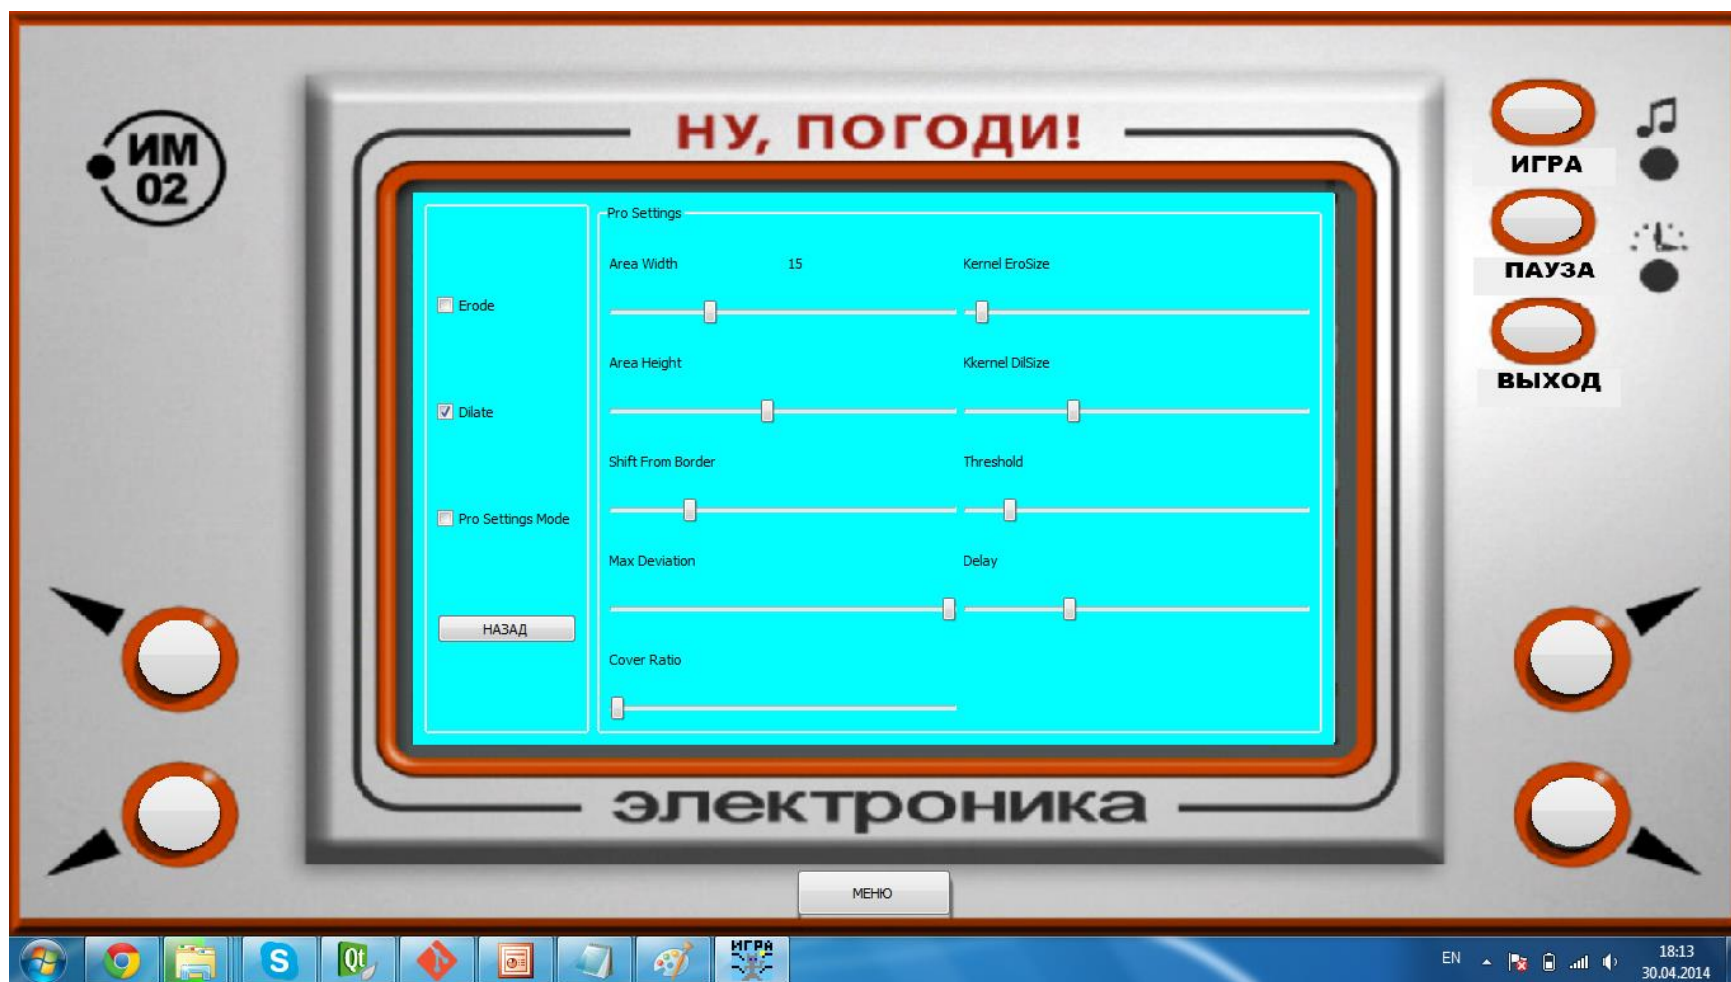 ИМ
02
НУ, ПОГОДИ!
ИГРА
ПАУЗА
ВЫХОД
Erode
Dilate
Pro Settings Mode
НАЗАД
Pro Settings
Area Width 15 Kernel EroSize
Area Height Kkernel DilSize
Shift From Border Threshold
Max Deviation Delay
Cover Ratio
электроника
МЕНЮ
S
Qt
ИГРА
EN
18:13
30.04.2014